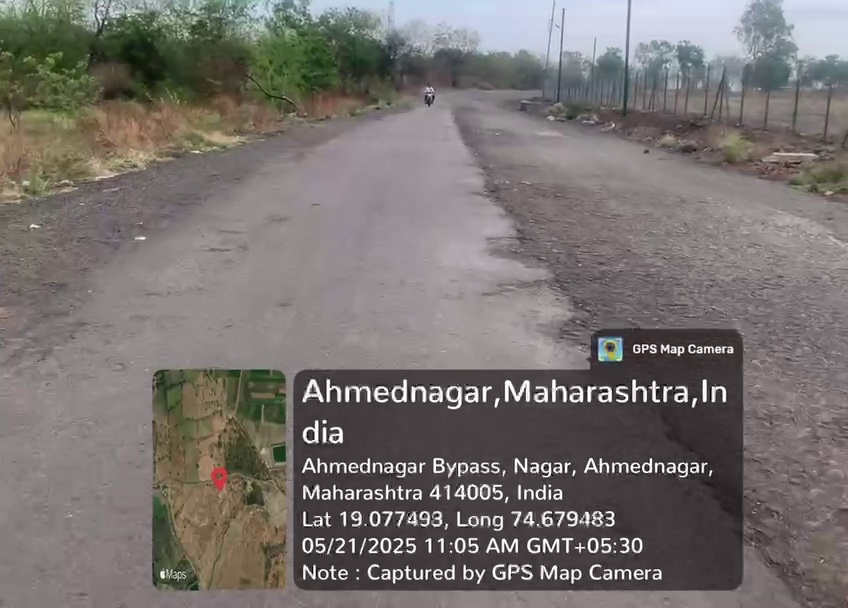 GPS Map Camera
Ahmednagar,Maharashtra,In
dia
Ahmednagar Bypass, Nagar, Ahmednagar,
Maharashtra 414005, India
Lat 19.077493, Long 74.679483
05/21/2025 11:05 AM GMT+05:30
Note : Captured by GPS Map Camera
Maps